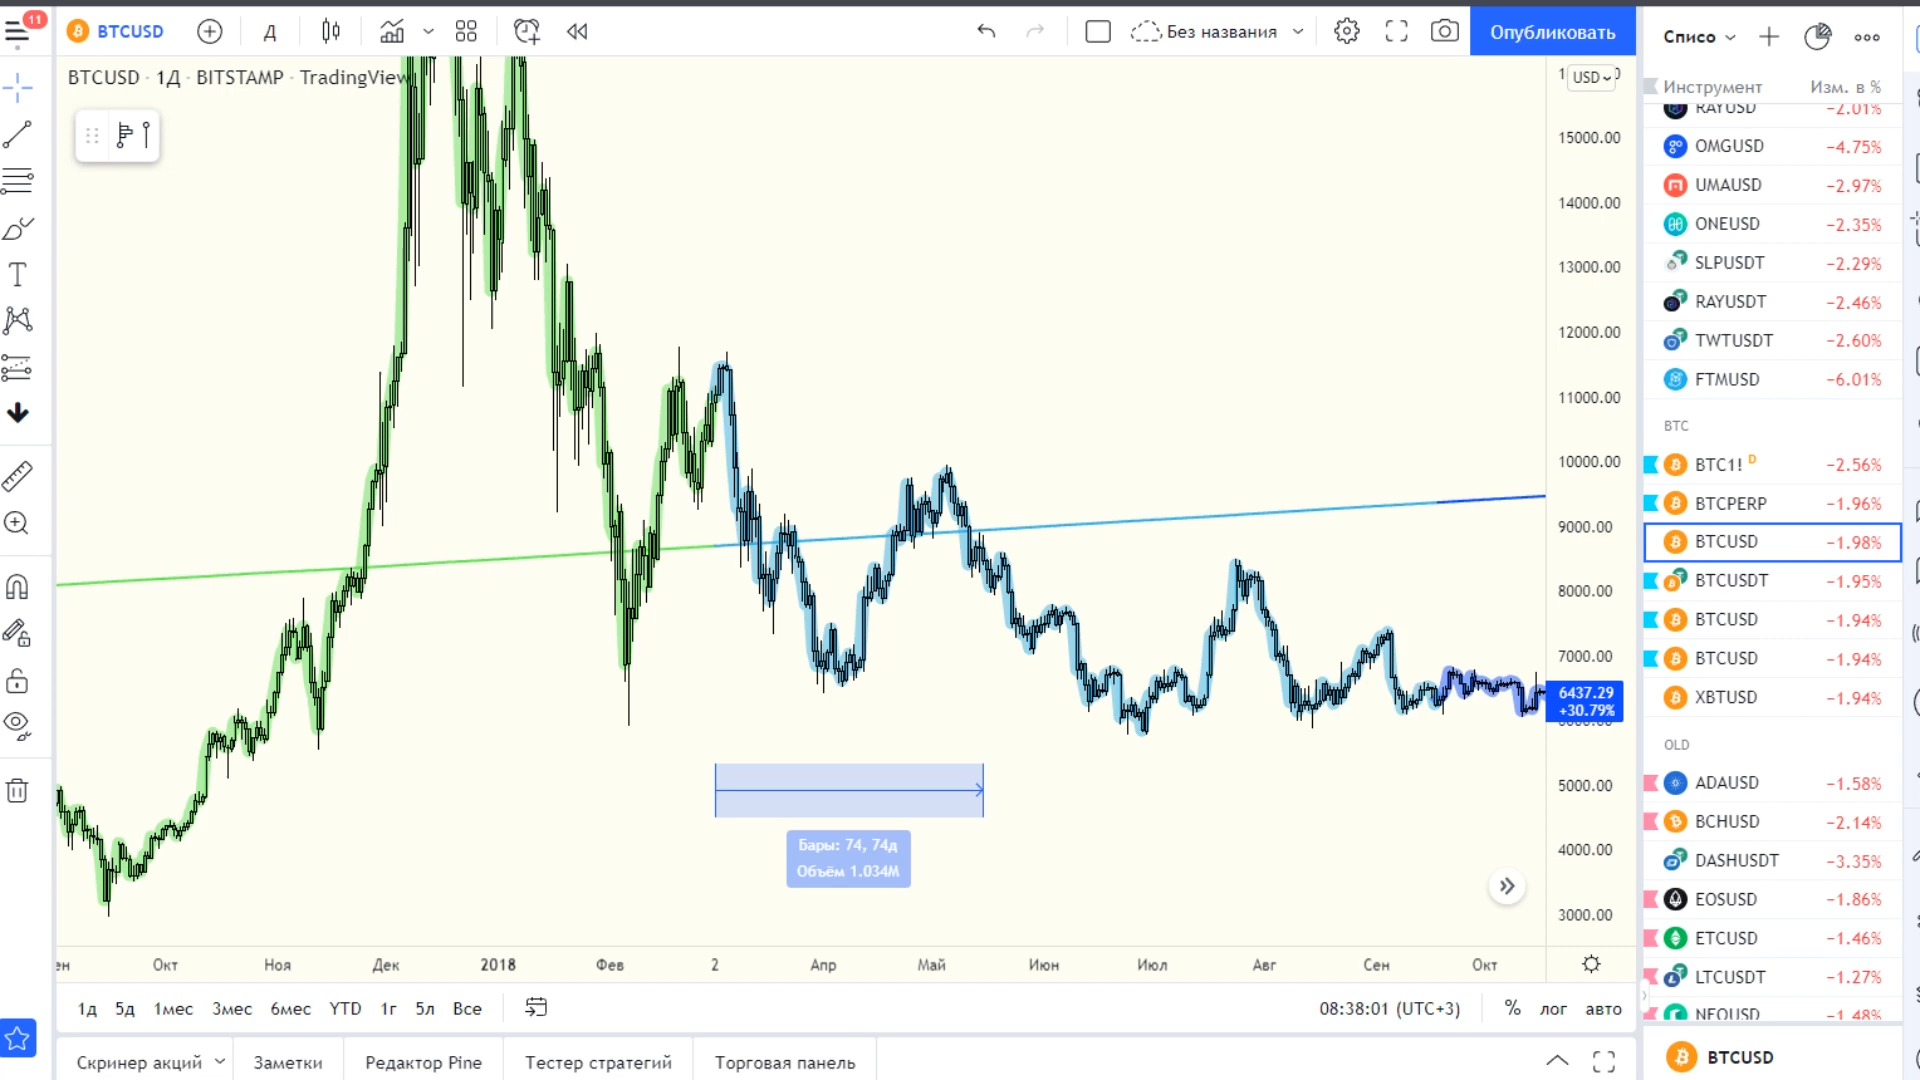 11
BTCUSD
Д
Без названия
Опубликовать
Списо
BTCUSD · 1Д · BITSTAMP · TradingView
USD
15000.00
14000.00
13000.00
12000.00
11000.00
10000.00
9000.00
8000.00
7000.00
6437.29
+30.79%
5000.00
4000.00
3000.00
Бары: 74, 74д
Объём 1.034M
Окт
Ноя
Дек
2018
Фев
2
Апр
Май
Июн
Июл
Авг
Сен
Окт
1д 5д 1мес 3мес 6мес YTD 1г 5л Все
08:38:01 (UTC+3) % лог авто
Скринер акций Заметки Редактор Pine Тестер стратегий Торговая панель
Инструмент Изм. в %
RAYUSD −2.01%
OMGUSD −4.75%
UMAUSD −2.97%
ONEUSD −2.35%
SLPUSDT −2.29%
RAYUSDT −2.46%
TWTUSDT −2.60%
FTMUSD −6.01%
BTC
BTC1! D −2.56%
BTCPERP −1.96%
BTCUSD −1.98%
BTCUSDT −1.95%
BTCUSD −1.94%
BTCUSD −1.94%
XBTUSD −1.94%
OLD
ADAUSD −1.58%
BCHUSD −2.14%
DASHUSDT −3.35%
EOSUSD −1.86%
ETCUSD −1.46%
LTCUSDT −1.27%
NEOUSD −1.48%
BTCUSD